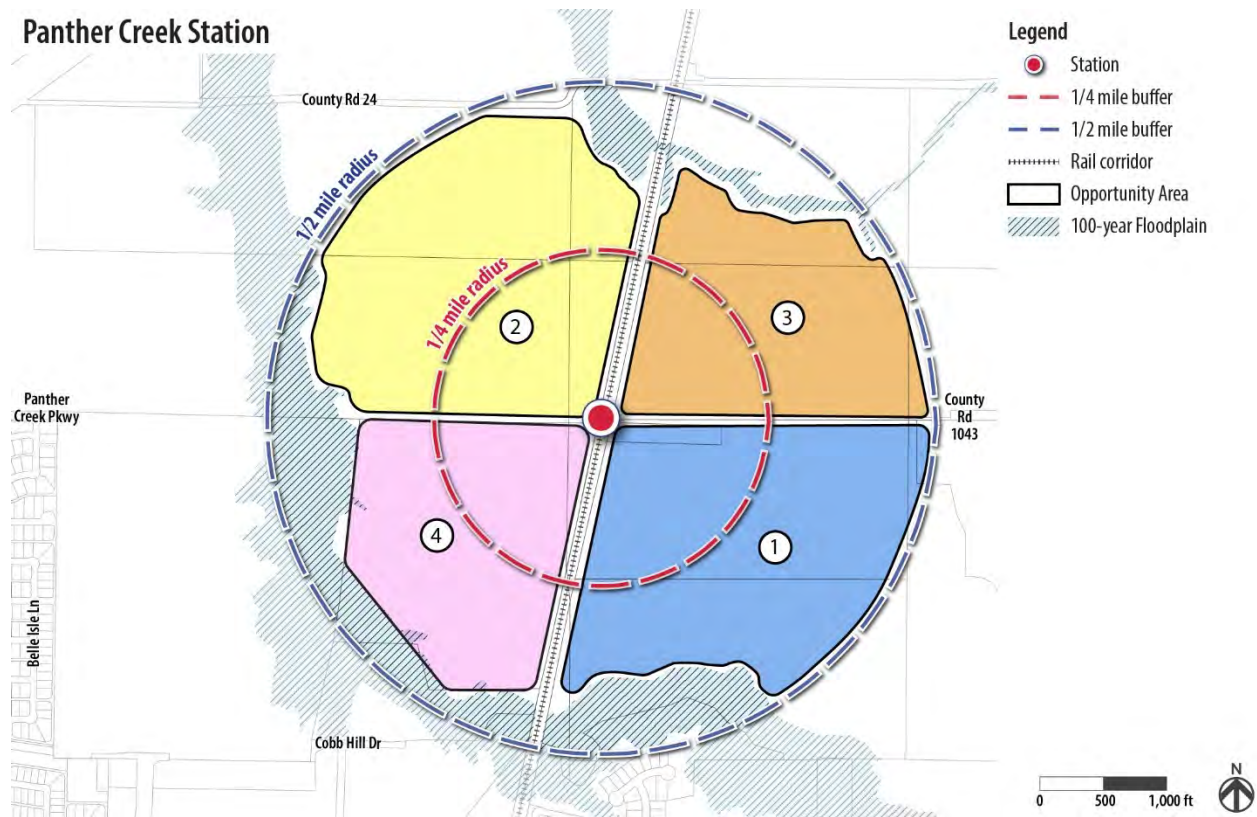 Panther Creek Station
Legend
Station
1/4 mile buffer
1/2 mile buffer
Rail corridor
Opportunity Area
100-year Floodplain
County Rd 24
1/2 mile radius
1/4 mile radius
2
3
Panther
Creek Pkwy
County
Rd
1043
4
1
Belle Isle Ln
Cobb Hill Dr
N
0 500 1,000 ft